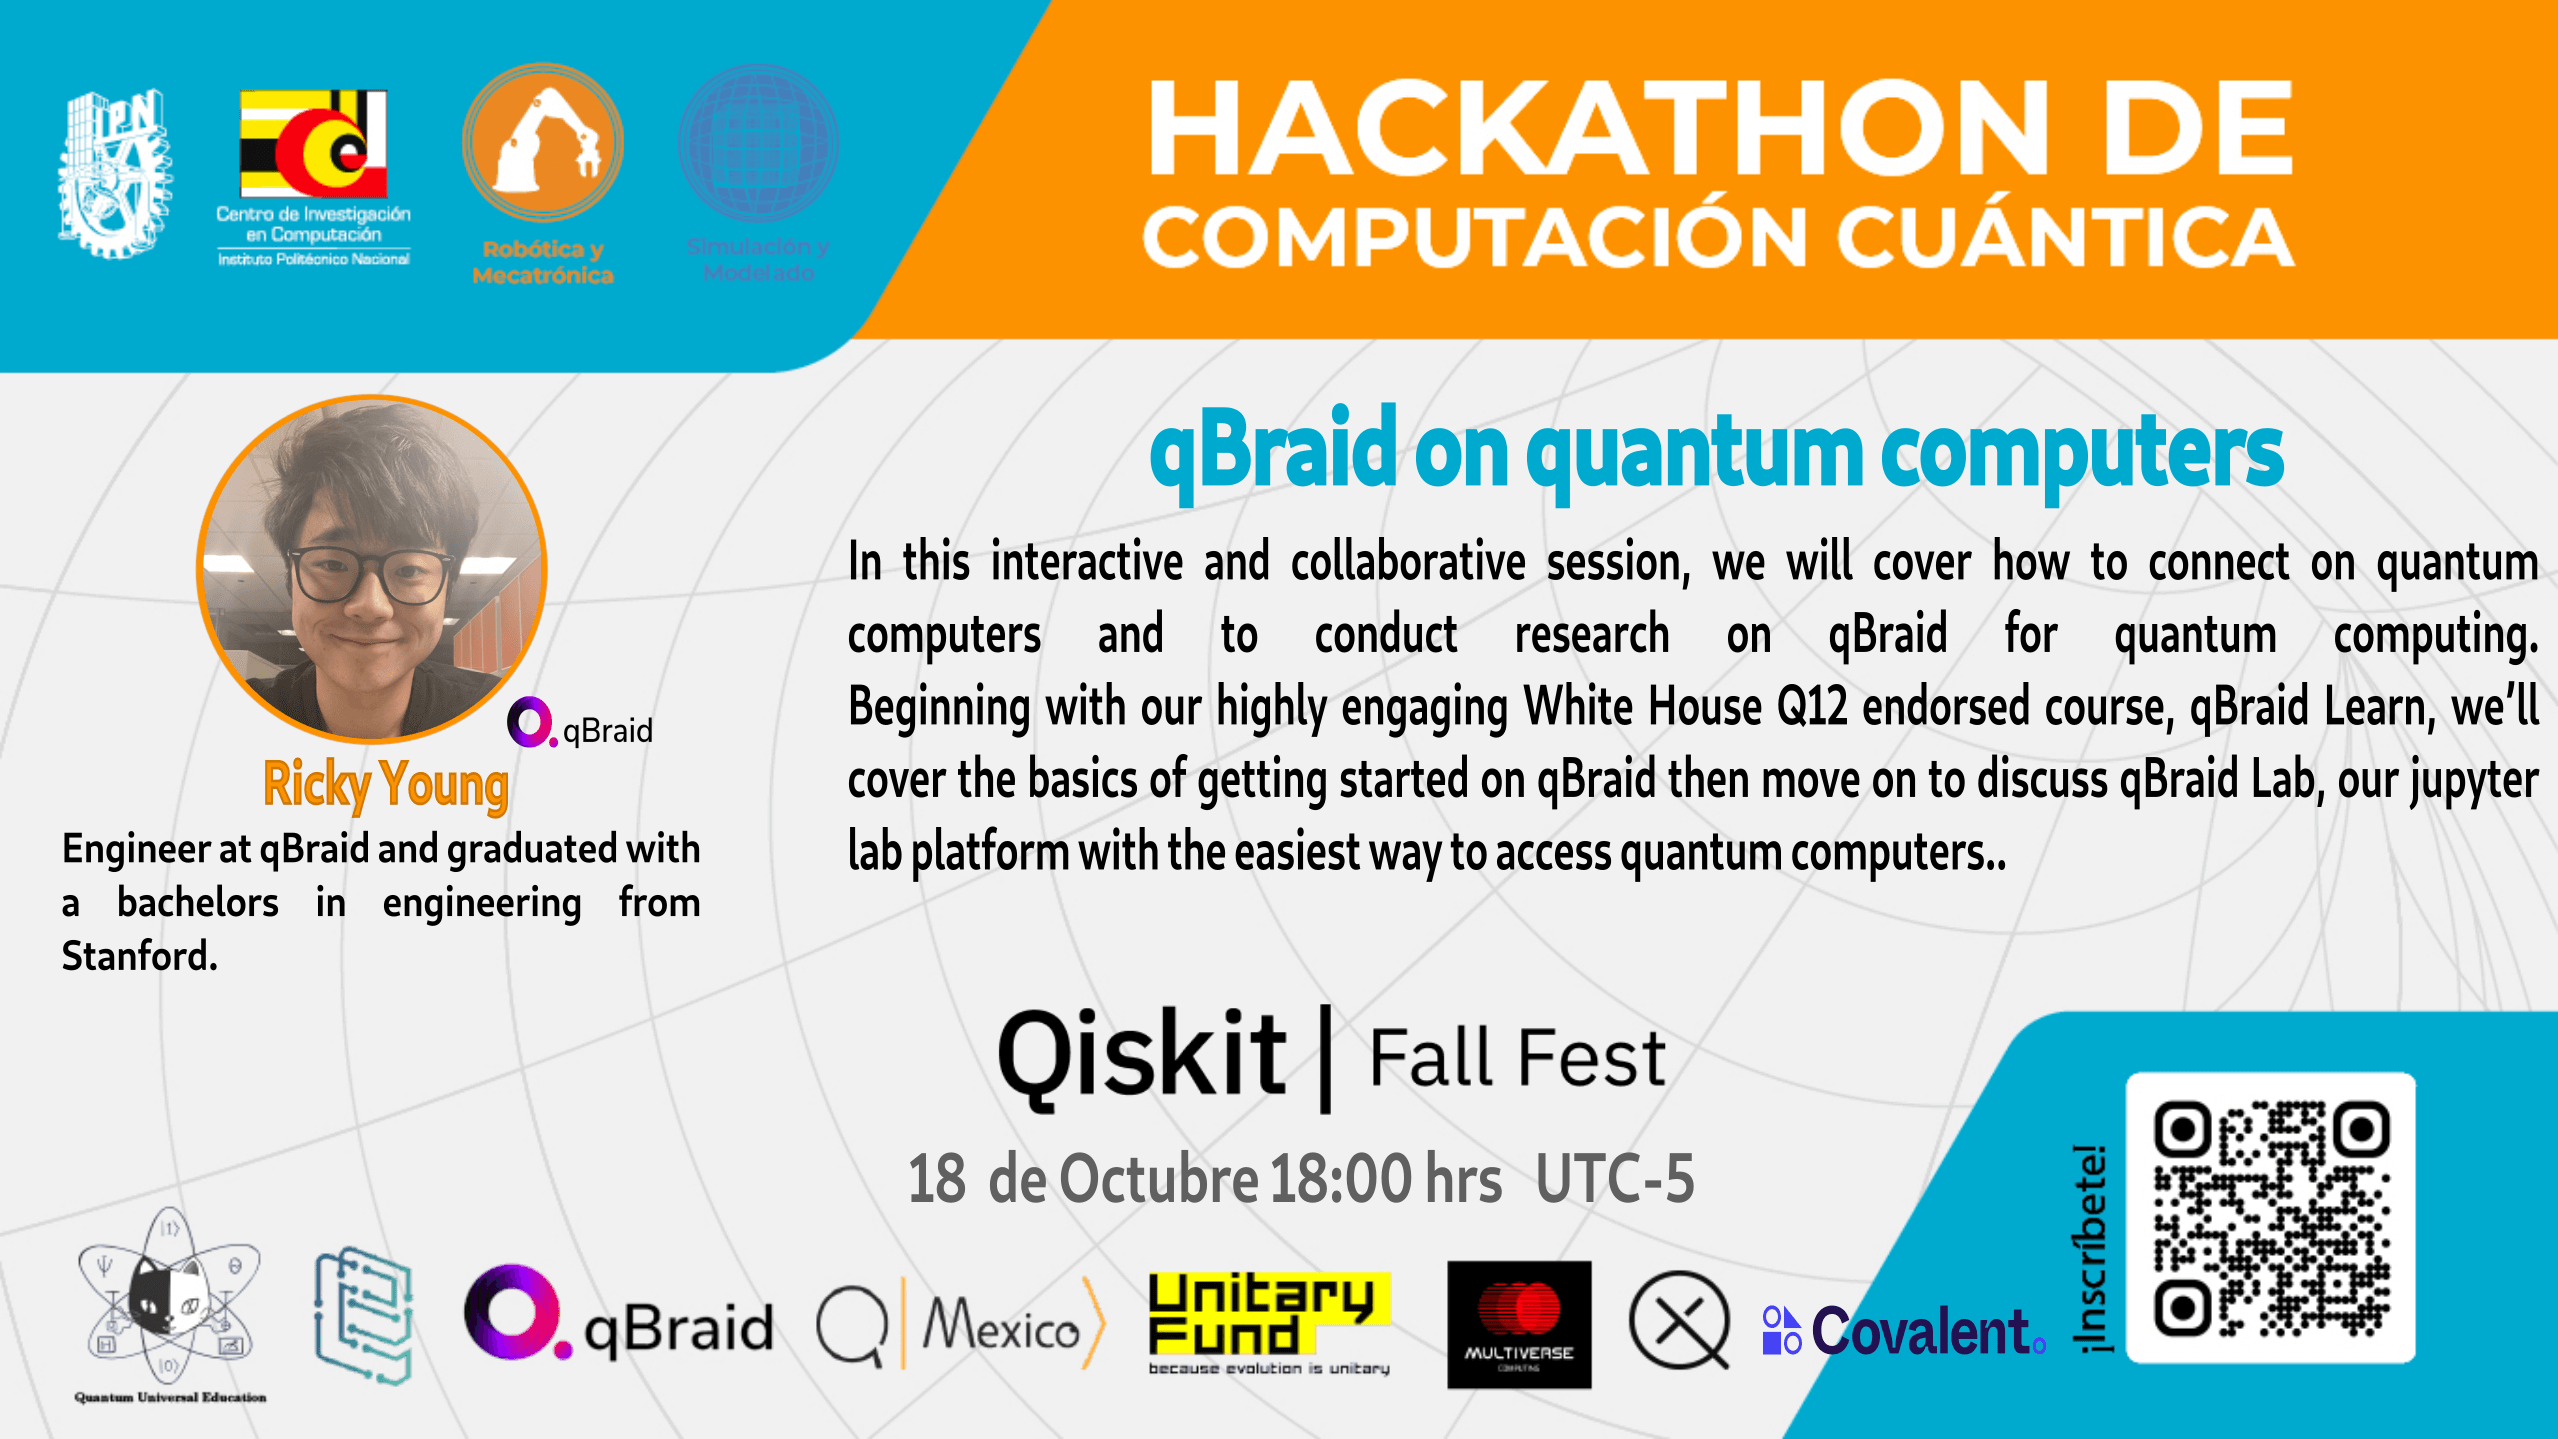 IPN
Centro de Investigación
en Computación
Instituto Politécnico Nacional
Robótica y
Mecatrónica
Simulación y
Modelado
HACKATHON DE
COMPUTACIÓN CUÁNTICA
qBraid
Ricky Young
Engineer at qBraid and graduated with
a bachelors in engineering from
Stanford.
qBraid on quantum computers
In this interactive and collaborative session, we will cover how to connect on quantum
computers and to conduct research on qBraid for quantum computing.
Beginning with our highly engaging White House Q12 endorsed course, qBraid Learn, we’ll
cover the basics of getting started on qBraid then move on to discuss qBraid Lab, our jupyter
lab platform with the easiest way to access quantum computers..
Qiskit | Fall Fest
18 de Octubre 18:00 hrs UTC-5
|1⟩
Ψ
Θ
H
|0⟩
Quantum Universal Education
qBraid
Q|Mexico⟩
Unitary
Fund
because evolution is unitary
MULTIVERSE
COMPUTING
Covalent
¡Inscríbete!